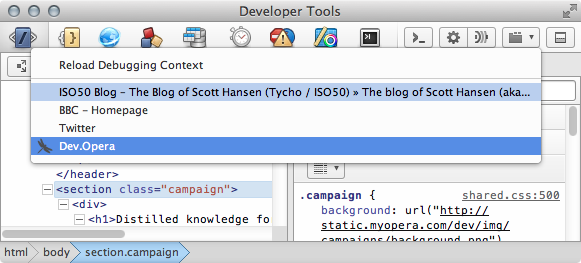 Developer Tools
Reload Debugging Context
ISO50 Blog – The Blog of Scott Hansen (Tycho / ISO50) » The blog of Scott Hansen (aka...
BBC – Homepage
Twitter
Dev.Opera
</header>
<section class="campaign">
<div>
<h1>Distilled knowledge fo
.campaign { shared.css:500
background: url("http://
static.myopera.com/dev/img/
campaigns/background.png")
html body section.campaign